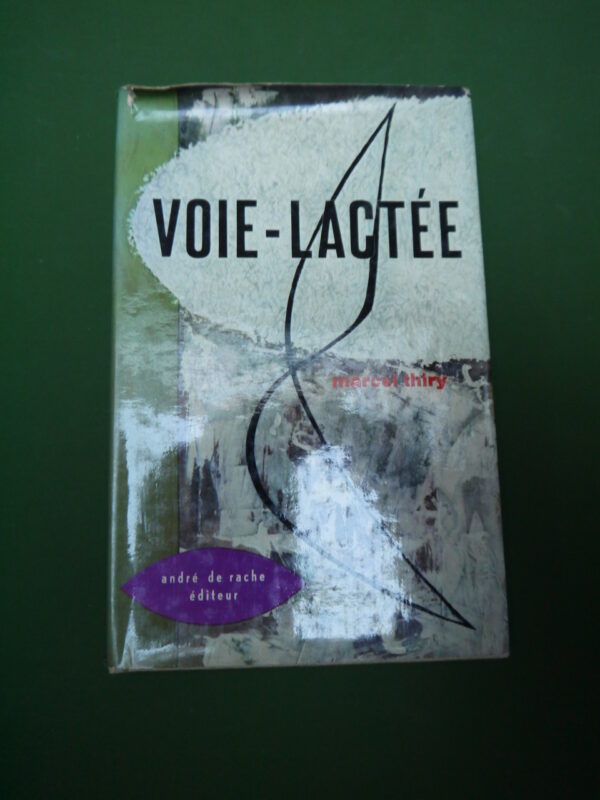 VOIE-LACTÉE
marcel thiry
andré de rache
éditeur